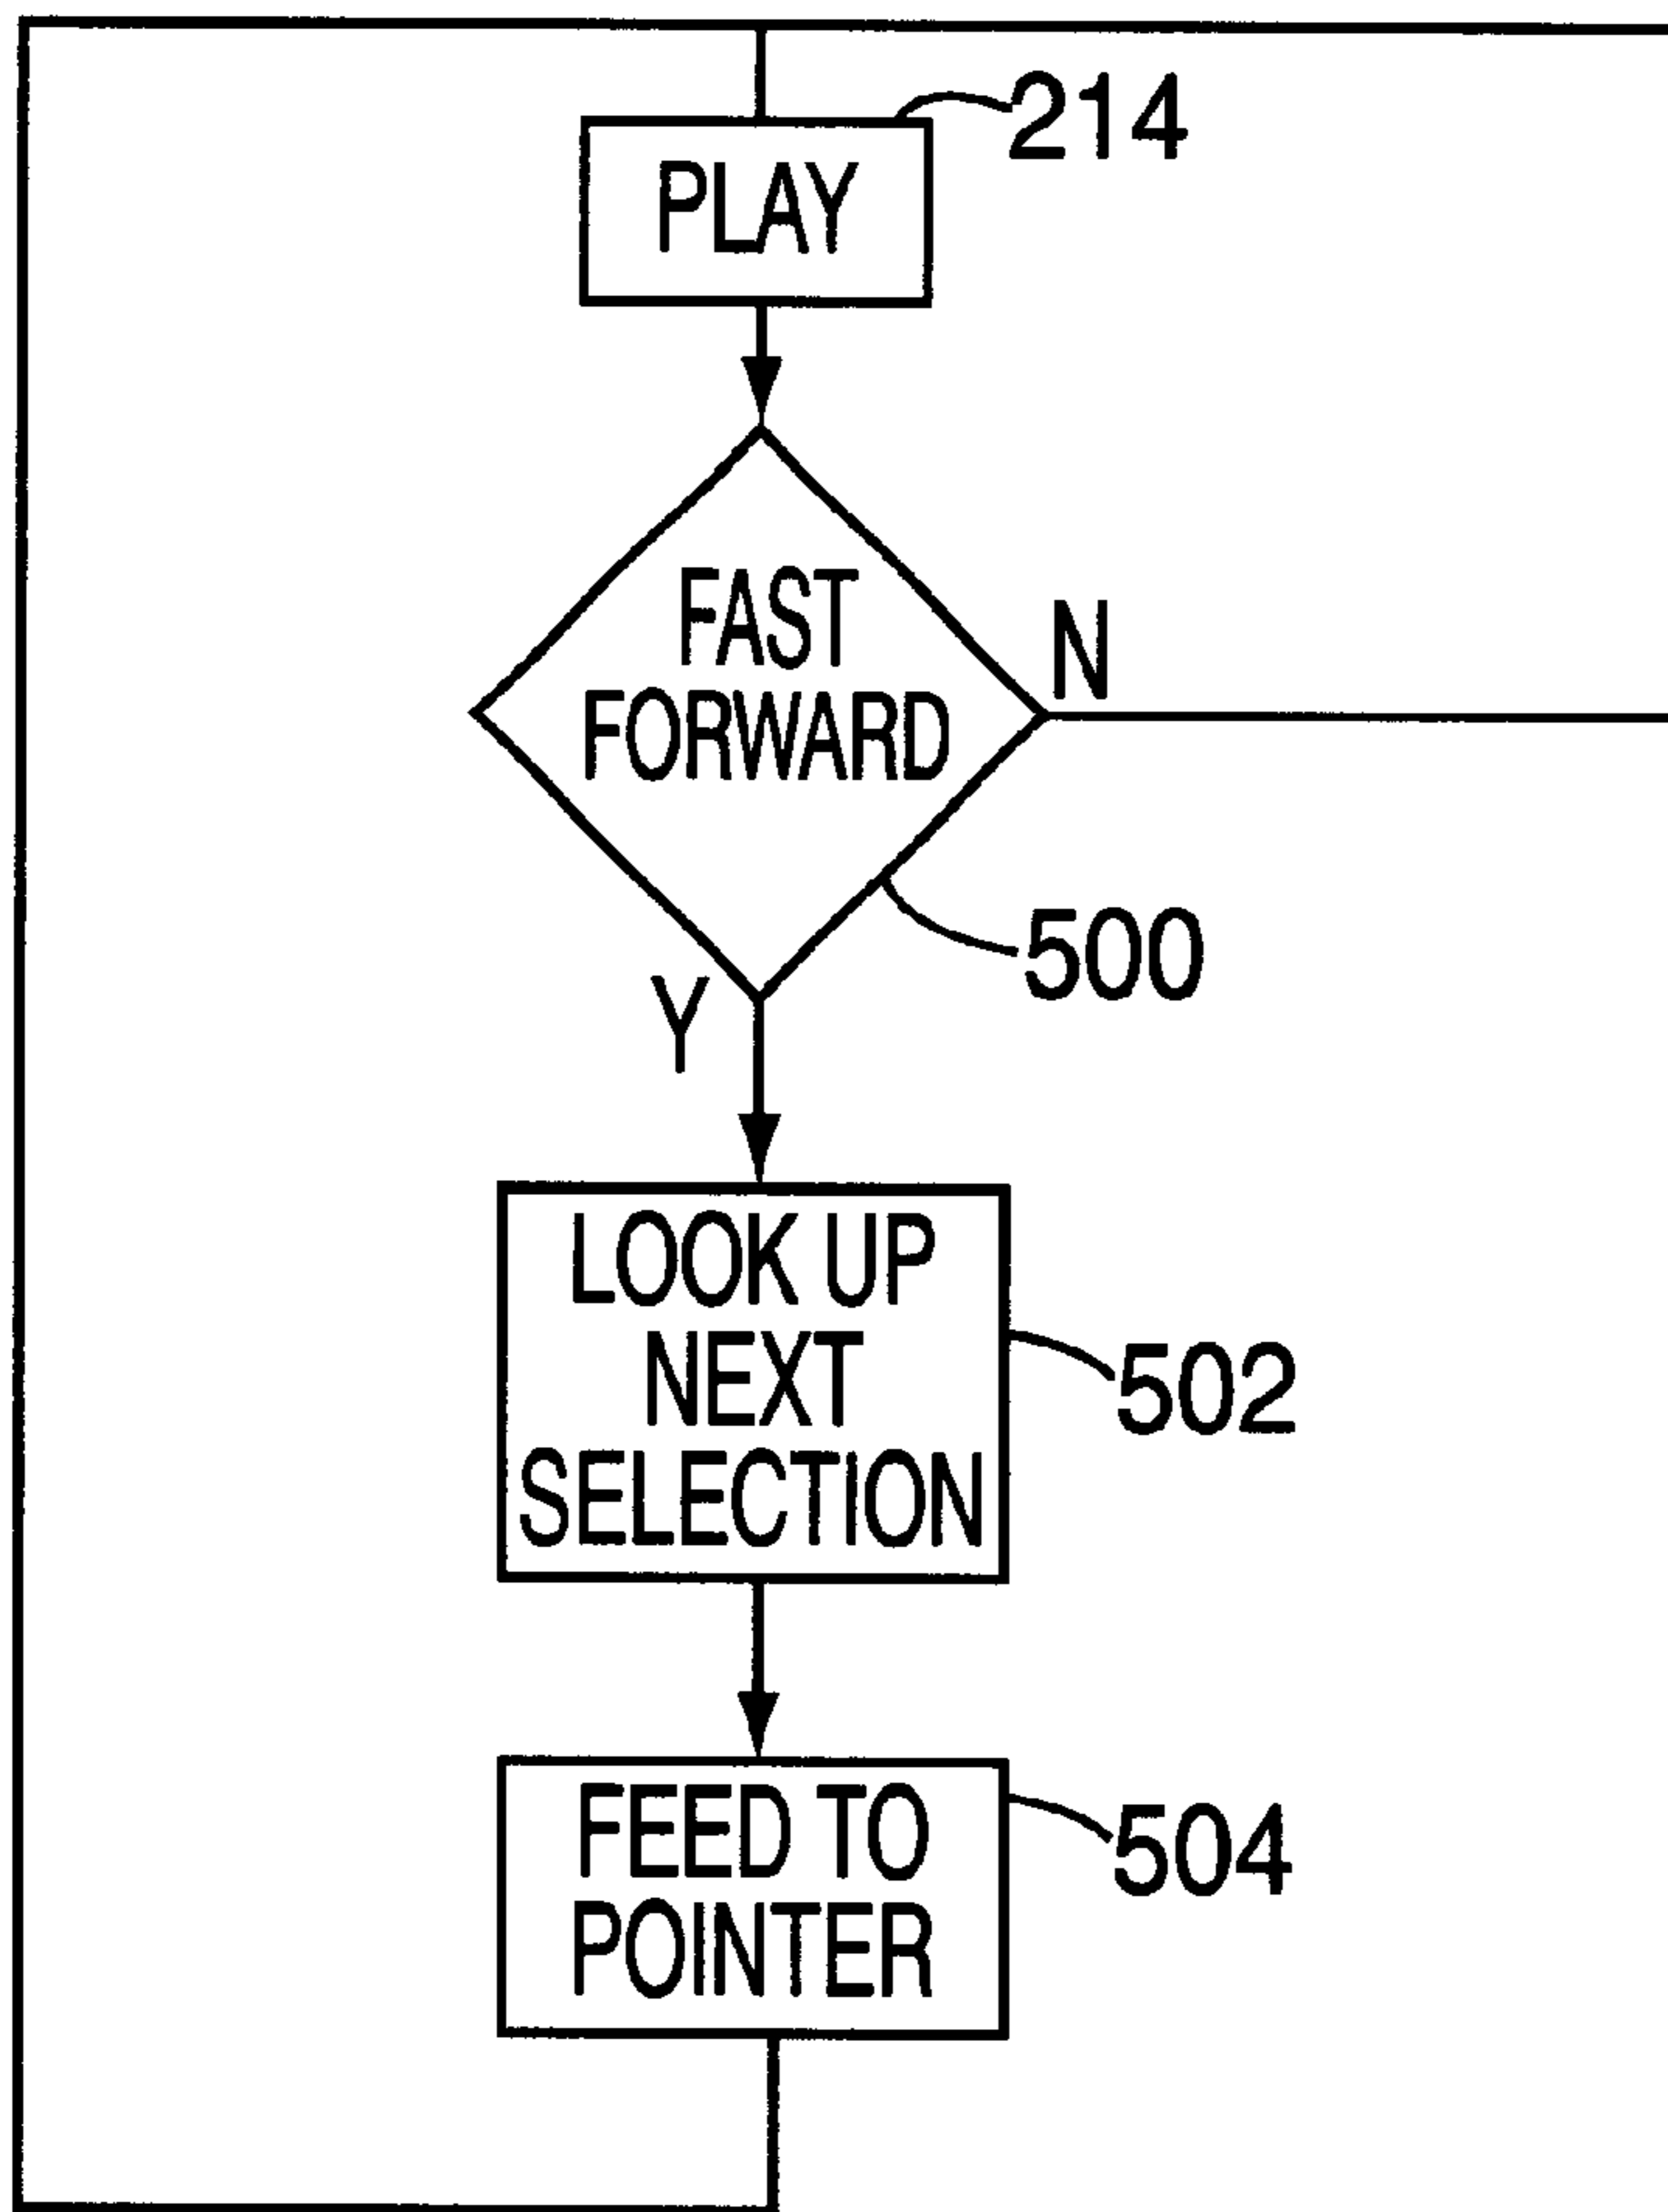 214
PLAY
FAST
FORWARD
N
500
Y
LOOK UP
NEXT
SELECTION
502
FEED TO
POINTER
504